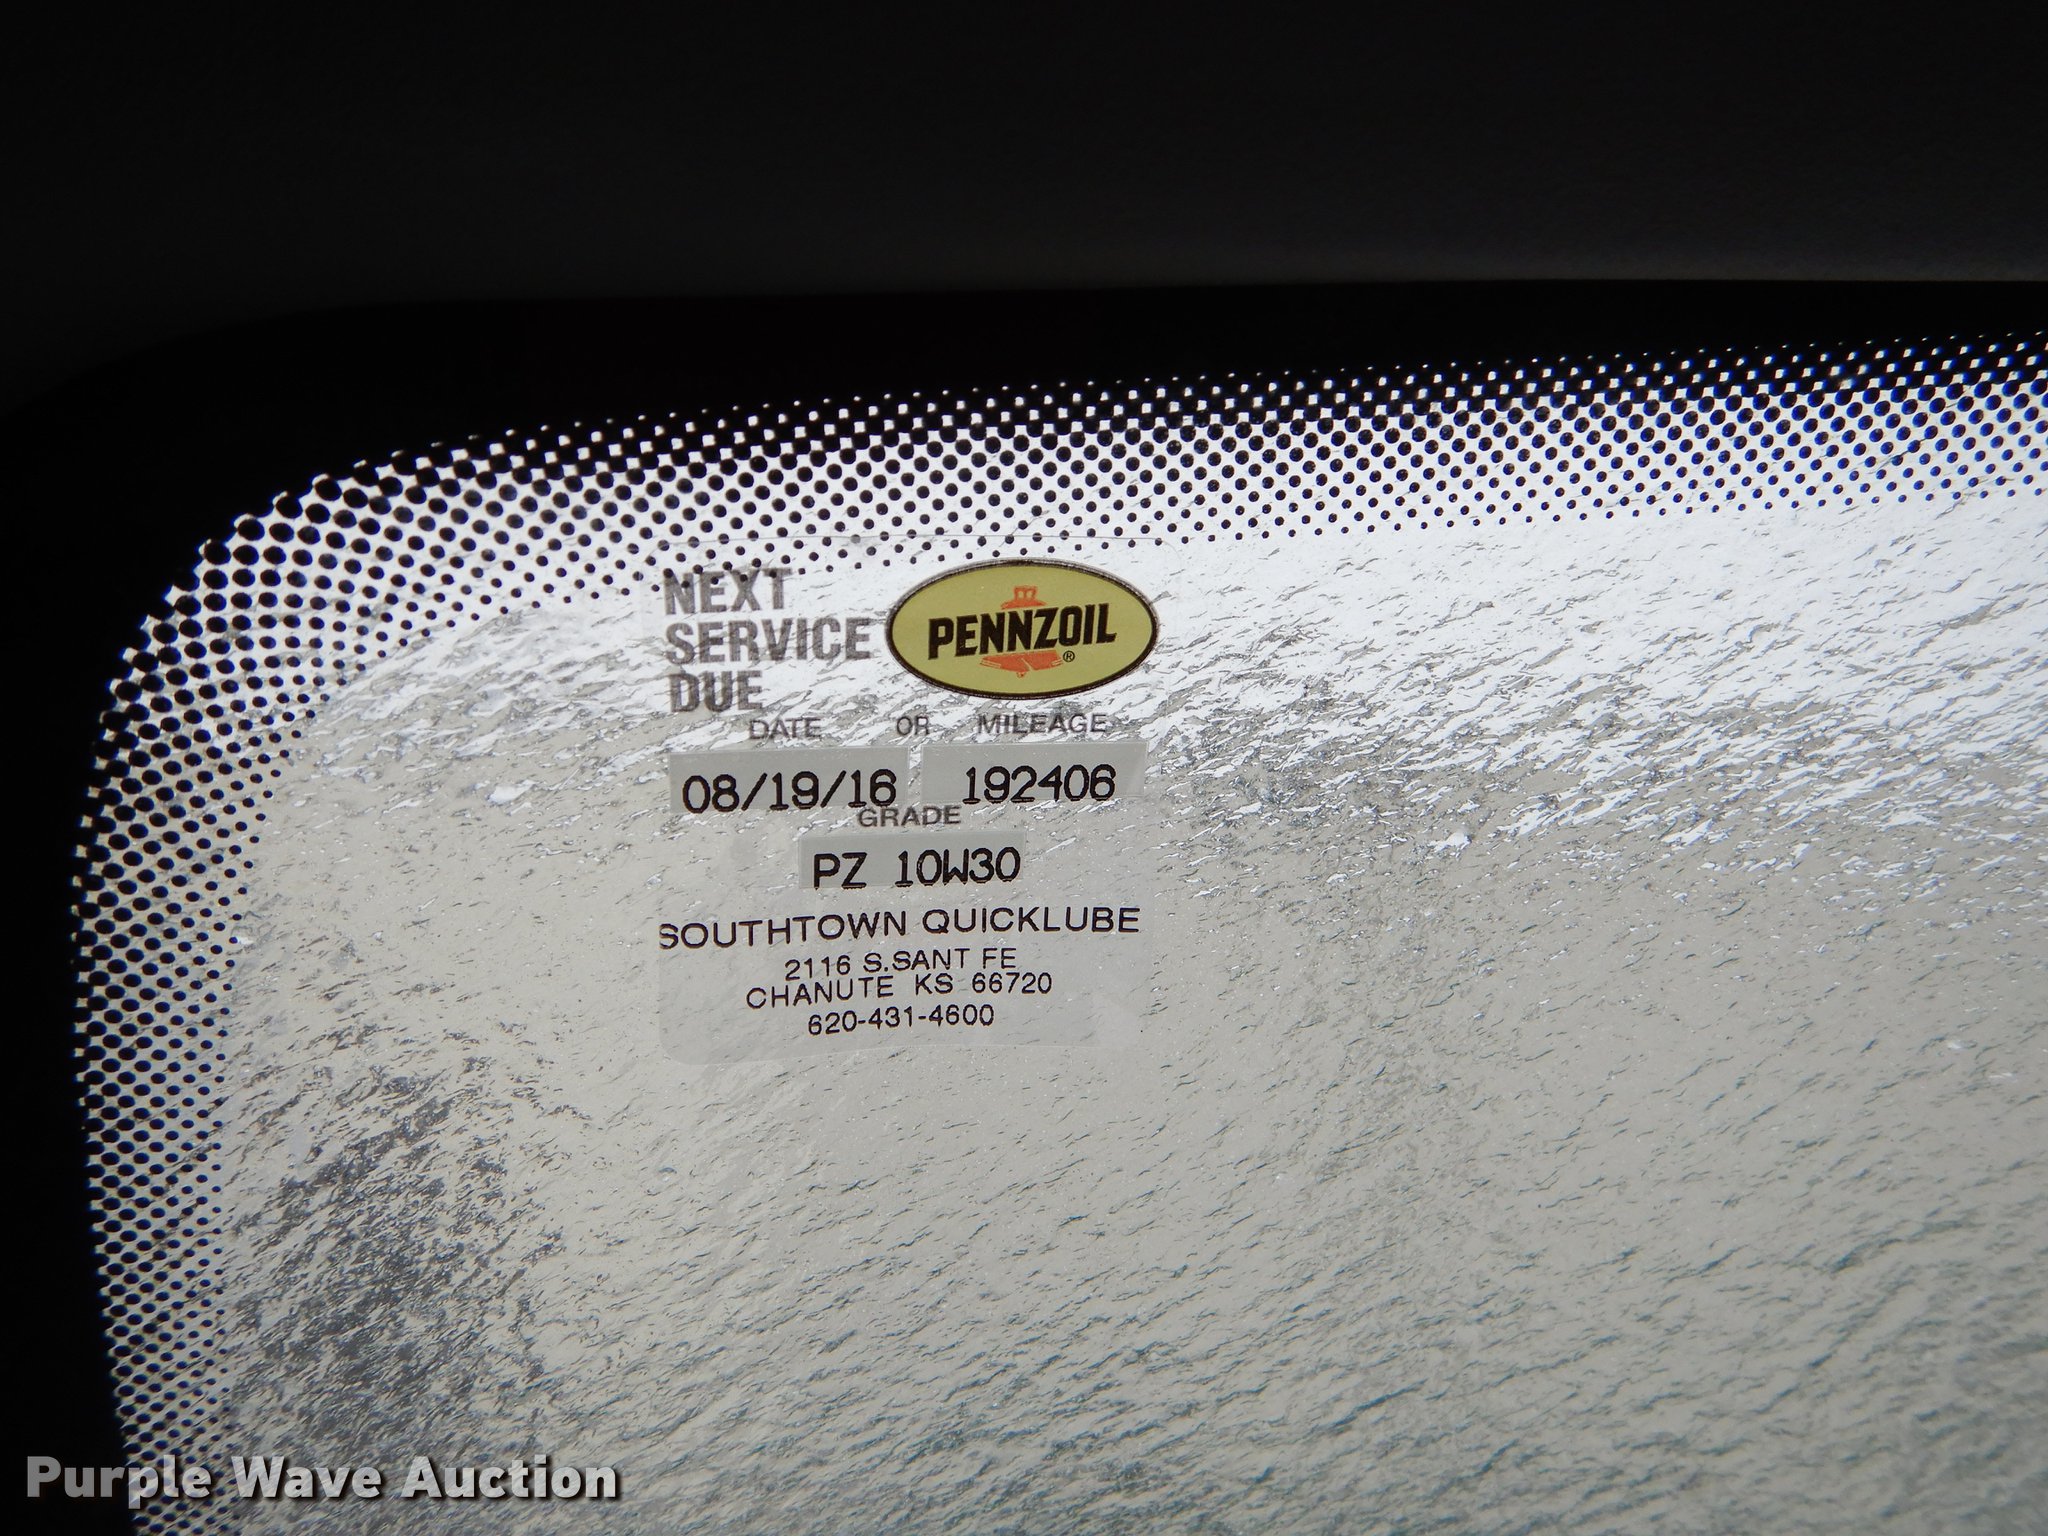 NEXT
SERVICE
DUE
PENNZOIL
®
DATE OR MILEAGE
08/19/16 192406
GRADE
PZ 10W30
SOUTHTOWN QUICKLUBE
2116 S.SANT FE
CHANUTE KS 66720
620-431-4600
Purple Wave Auction